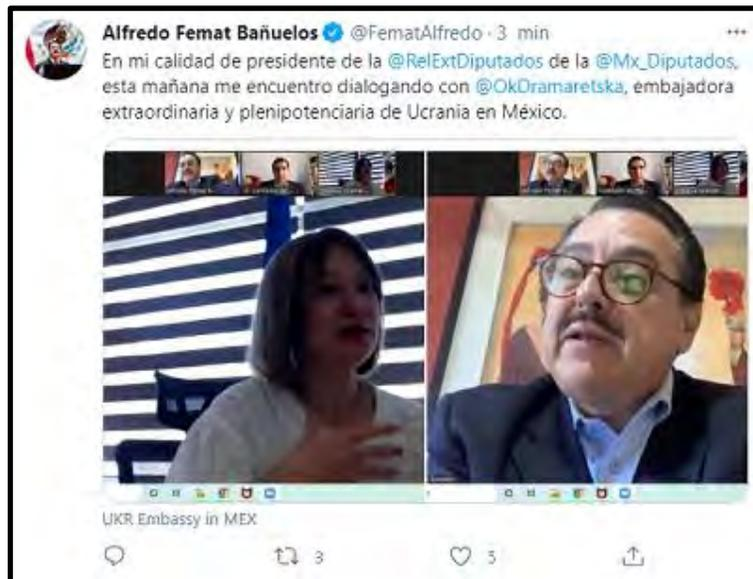 Alfredo Femat Bañuelos @FematAlfredo · 3 min
En mi calidad de presidente de la @RelExtDiputados de la @Mx_Diputados,
esta mañana me encuentro dialogando con @OkDramaretska, embajadora
extraordinaria y plenipotenciaria de Ucrania en México.
UKR Embassy in MEX
3 5